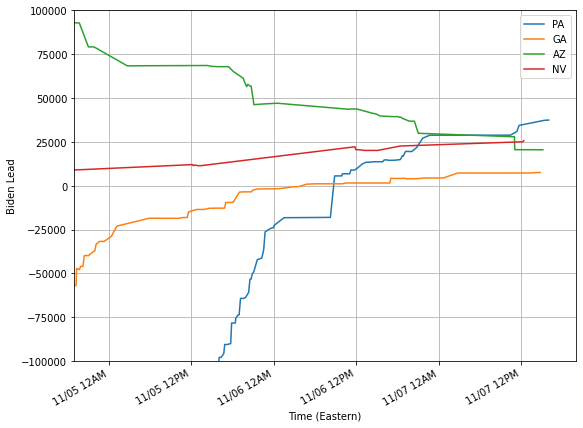 100000
75000
50000
25000
0
−25000
−50000
−75000
−100000
Biden Lead
PA
GA
AZ
NV
11/05 12AM
11/05 12PM
11/06 12AM
11/06 12PM
11/07 12AM
11/07 12PM
Time (Eastern)